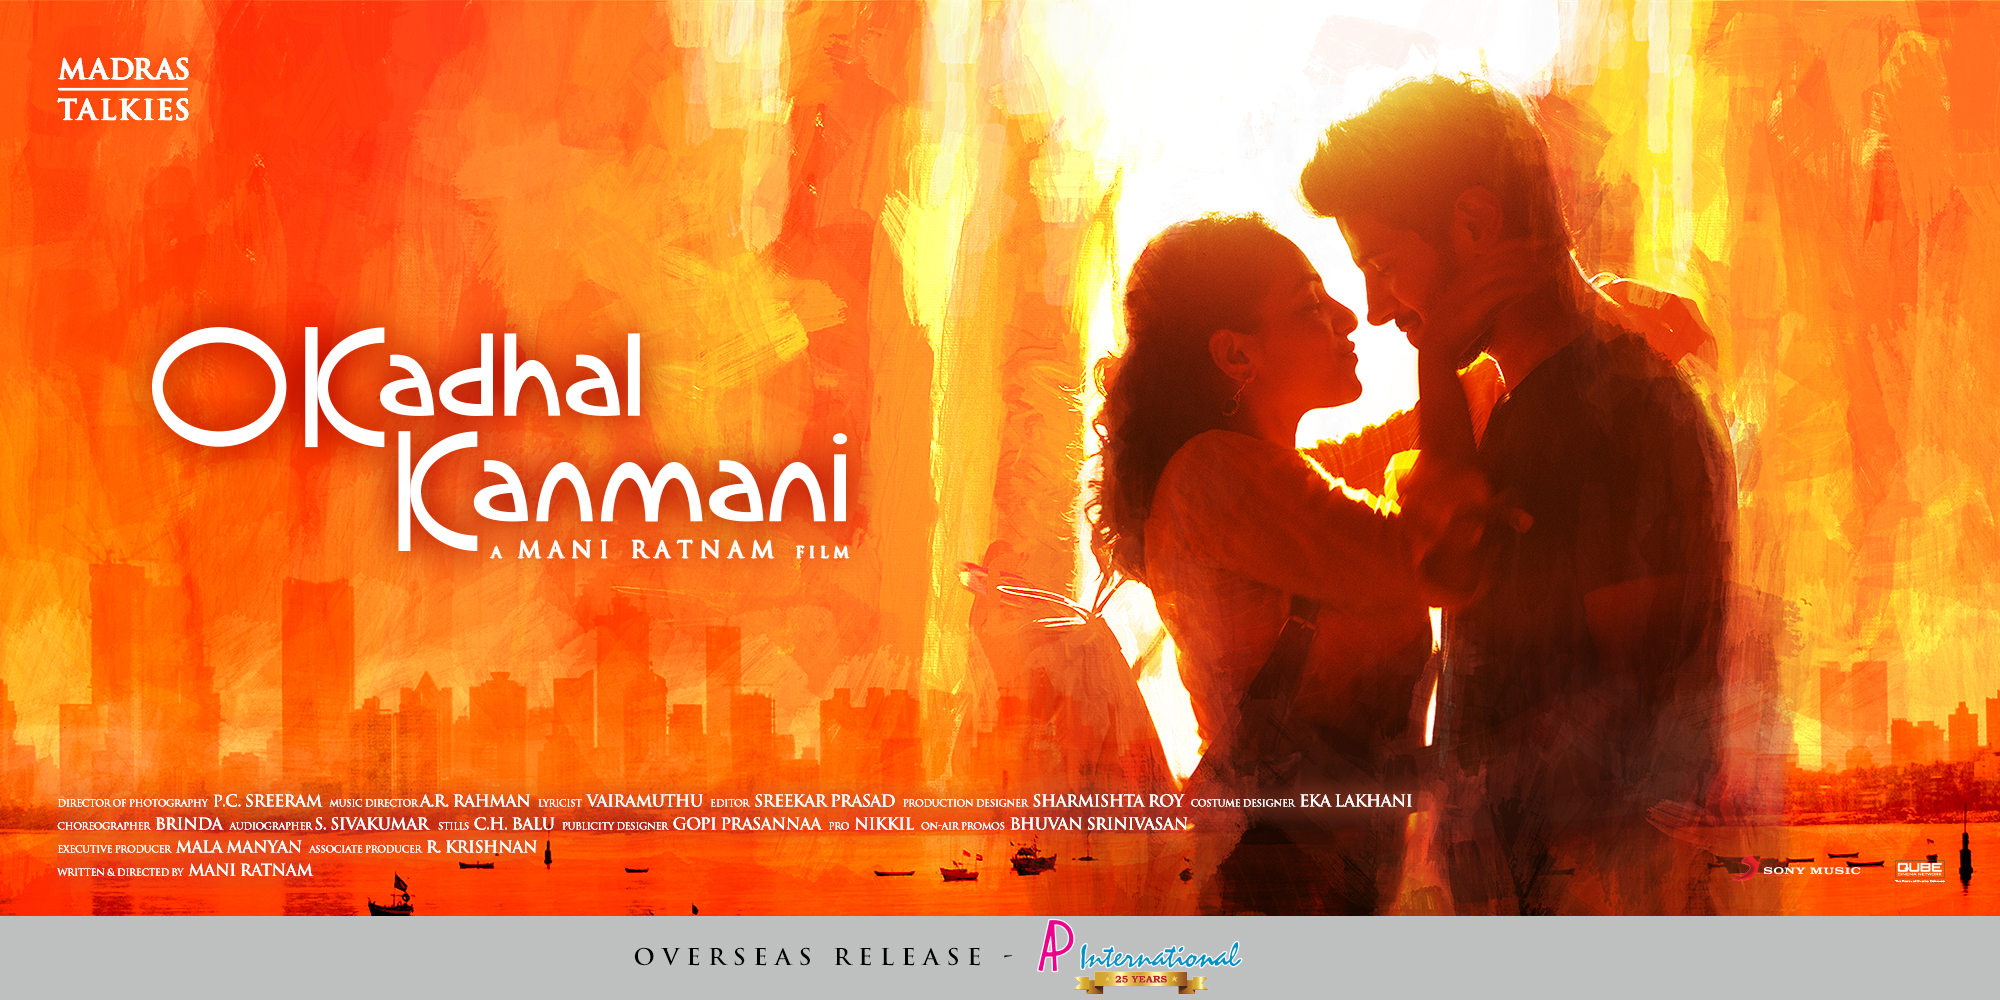 MADRAS
TALKIES
OKadhal
Kanmani
A MANI RATNAM FILM
DIRECTOR OF PHOTOGRAPHY P.C. SREERAM MUSIC DIRECTOR A.R. RAHMAN LYRICIST VAIRAMUTHU EDITOR SREEKAR PRASAD PRODUCTION DESIGNER SHARMISHTA ROY COSTUME DESIGNER EKA LAKHANI
CHOREOGRAPHER BRINDA AUDIOGRAPHER S. SIVAKUMAR STILLS C.H. BALU PUBLICITY DESIGNER GOPI PRASANNAA PRO NIKKIL ON-AIR PROMOS BHUVAN SRINIVASAN
EXECUTIVE PRODUCER MALA MANYAN ASSOCIATE PRODUCER R. KRISHNAN
WRITTEN & DIRECTED BY MANI RATNAM
SONY MUSIC
QUBE
OVERSEAS RELEASE - AP International
25 YEARS